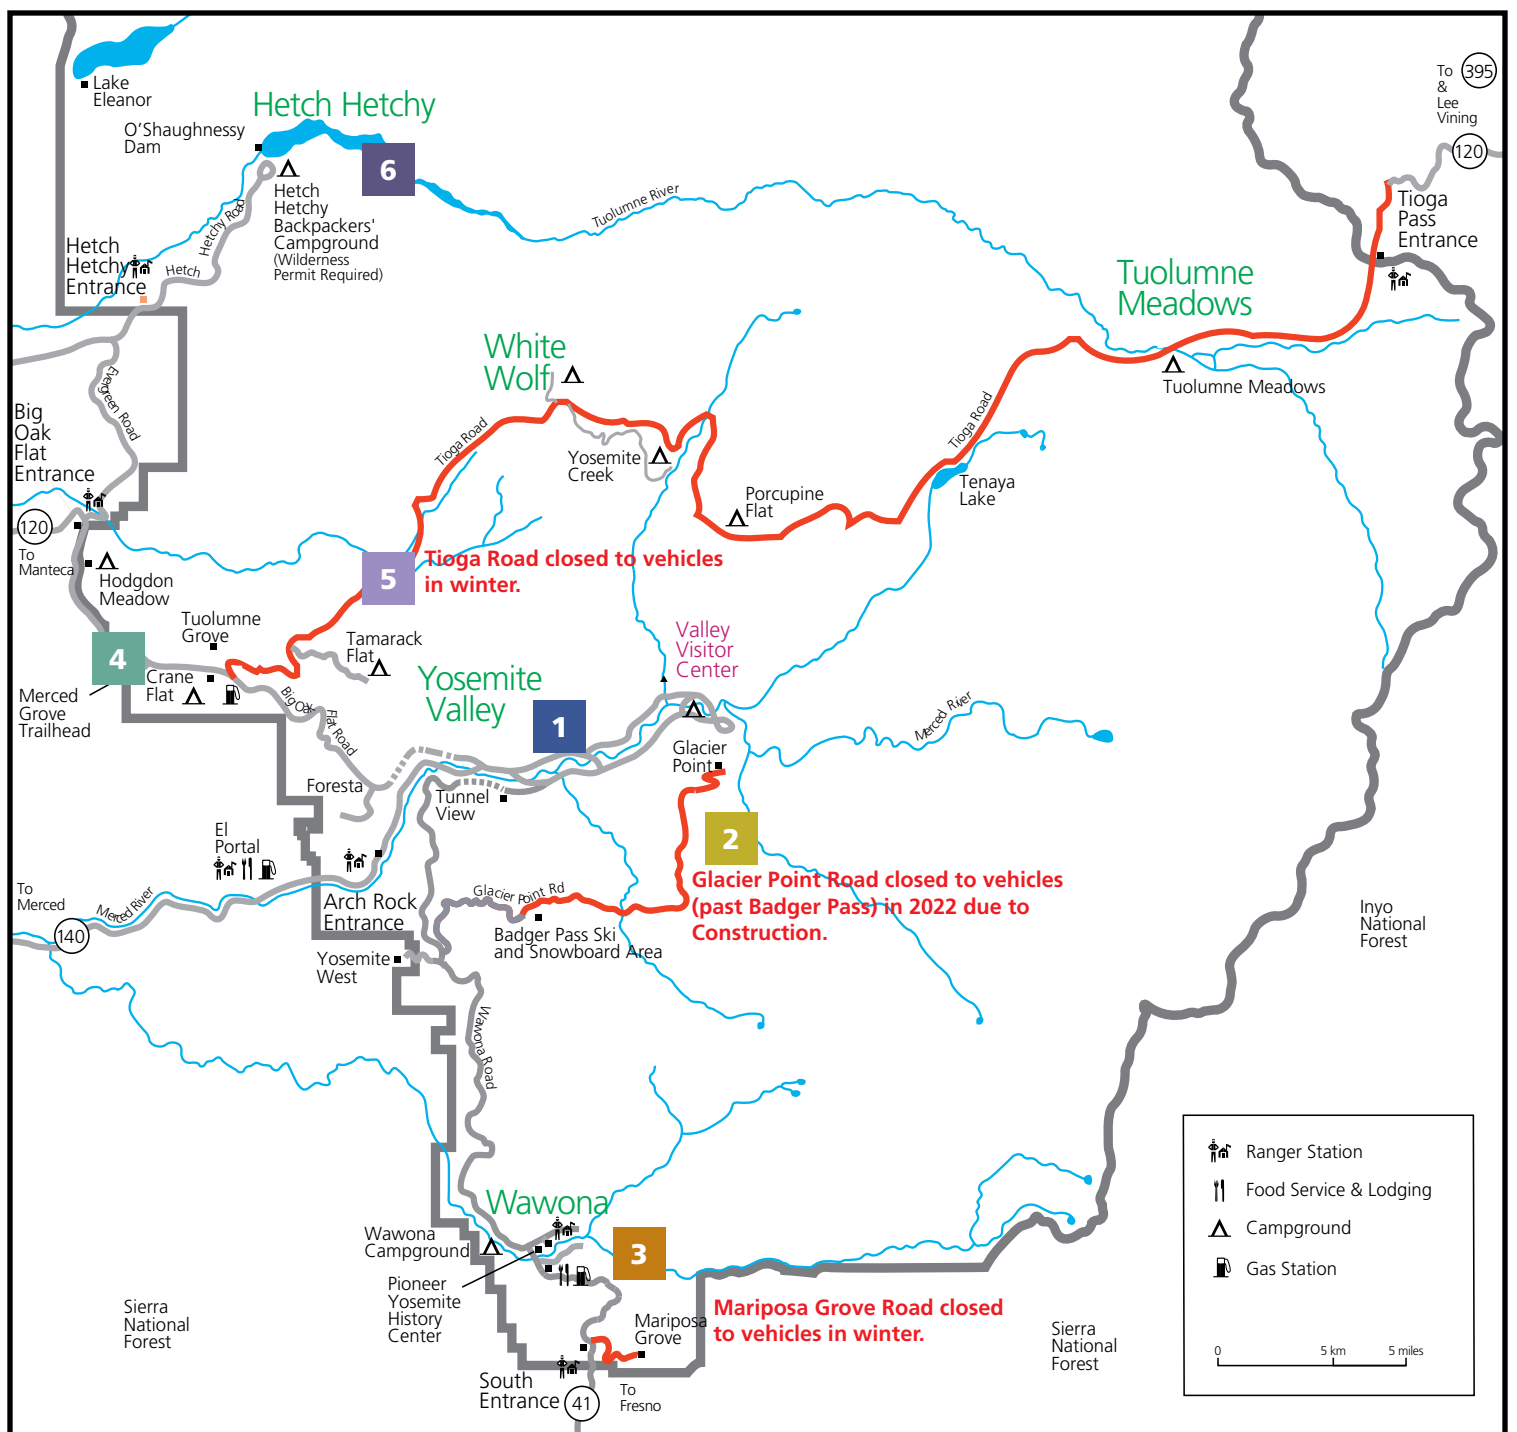 Lake
Eleanor
Hetch Hetchy
O'Shaughnessy
Dam
6
Hetch
Hetchy
Backpackers'
Campground
(Wilderness
Permit Required)
Hetch
Hetchy
Entrance
Hetch Hetchy Road
Tuolumne River
To 395
&
Lee
Vining
120
Tioga
Pass
Entrance
Tuolumne
Meadows
Tuolumne Meadows
White
Wolf
Evergreen Road
Big
Oak
Flat
Entrance
120
To
Manteca
Tioga Road
Yosemite
Creek
Porcupine
Flat
Tioga Road
Tenaya
Lake
Hodgdon
Meadow
5
Tioga Road closed to vehicles
in winter.
Tuolumne
Grove
Tamarack
Flat
4
Crane
Flat
Merced
Grove
Trailhead
Big Oak Flat Road
Yosemite
Valley
1
Valley
Visitor
Center
Merced River
Glacier
Point
Foresta
Tunnel
View
2
El
Portal
Glacier Point Road closed to vehicles
(past Badger Pass) in 2022 due to
Construction.
To
Merced
140
Merced River
Arch Rock
Entrance
Glacier Point Rd
Badger Pass Ski
and Snowboard Area
Yosemite
West
Inyo
National
Forest
Wawona Road
Wawona
Wawona
Campground
3
Pioneer
Yosemite
History
Center
Mariposa
Grove
Mariposa Grove Road closed
to vehicles in winter.
South
Entrance
41
To
Fresno
Sierra
National
Forest
Sierra
National
Forest
Ranger Station
Food Service & Lodging
Campground
Gas Station
0 5 km 5 miles